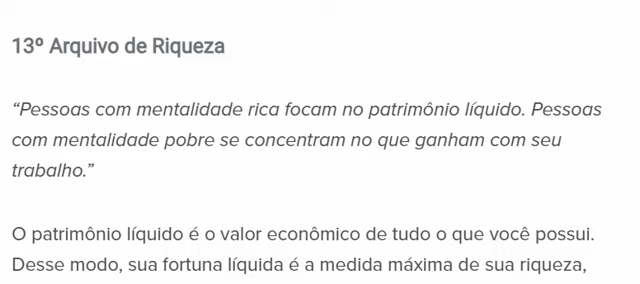 13º Arquivo de Riqueza
“Pessoas com mentalidade rica focam no patrimônio líquido. Pessoas
com mentalidade pobre se concentram no que ganham com seu
trabalho.”
O patrimônio líquido é o valor econômico de tudo o que você possui.
Desse modo, sua fortuna líquida é a medida máxima de sua riqueza,